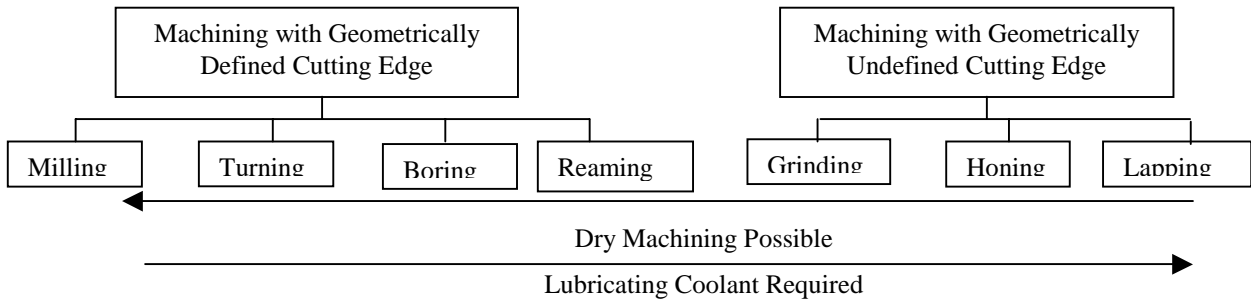 Machining with Geometrically
Defined Cutting Edge
Machining with Geometrically
Undefined Cutting Edge
Milling
Turning
Boring
Reaming
Grinding
Honing
Lapping
Dry Machining Possible
Lubricating Coolant Required